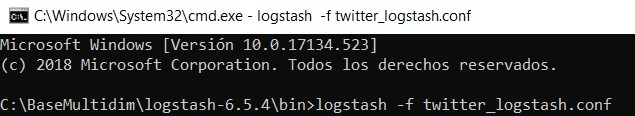 C:\Windows\System32\cmd.exe - logstash  -f twitter_logstash.conf
Microsoft Windows [Versión 10.0.17134.523]
(c) 2018 Microsoft Corporation. Todos los derechos reservados.
C:\BaseMultidim\logstash-6.5.4\bin>logstash -f twitter_logstash.conf